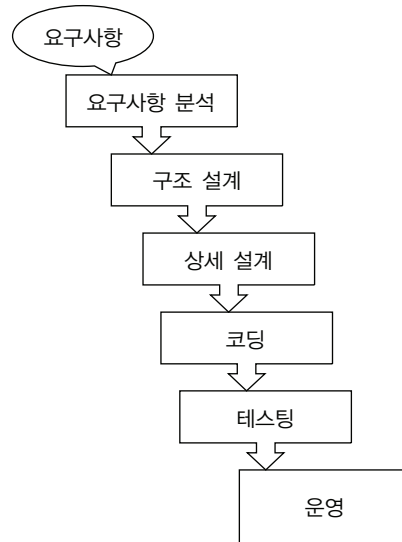 요구사항
요구사항 분석
구조 설계
상세 설계
코딩
테스팅
운영